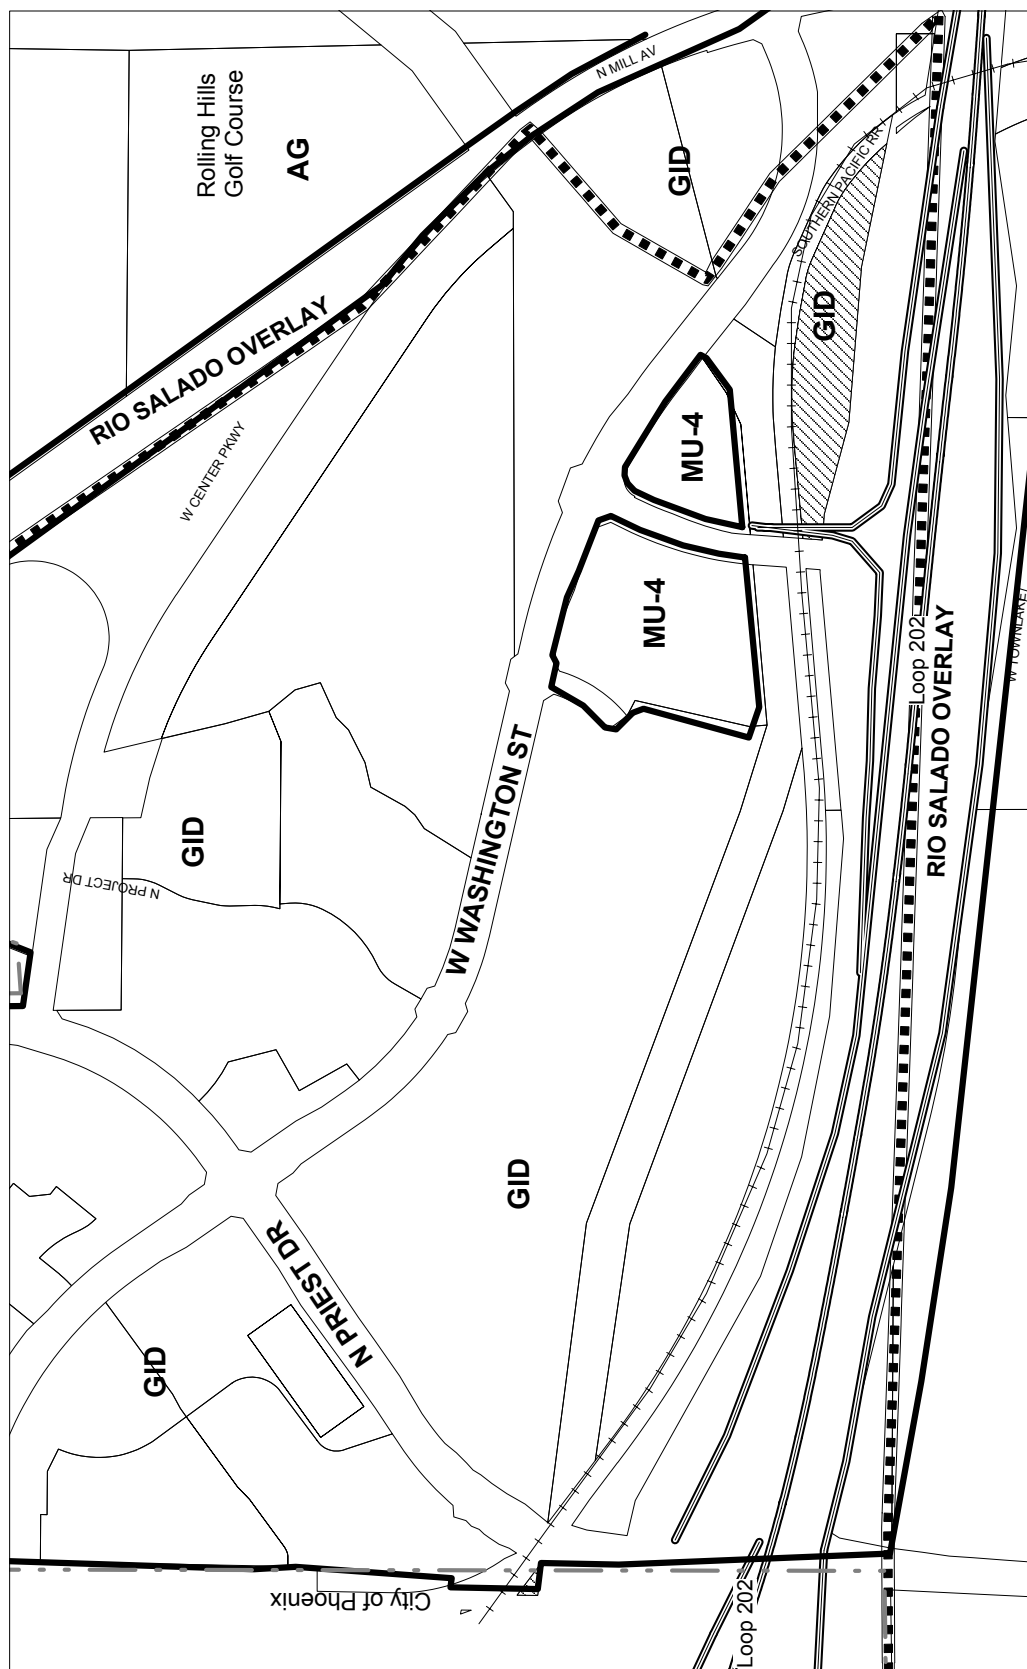 Rolling Hills
Golf Course
AG
N MILL AV
GID
SOUTHERN PACIFIC RR
GID
RIO SALADO OVERLAY
W CENTER PKWY
MU-4
MU-4
Loop 202
RIO SALADO OVERLAY
W TOWNLAKE
W WASHINGTON ST
GID
N PROJECT DR
GID
N PRIEST DR
GID
City of Phoenix
Loop 202